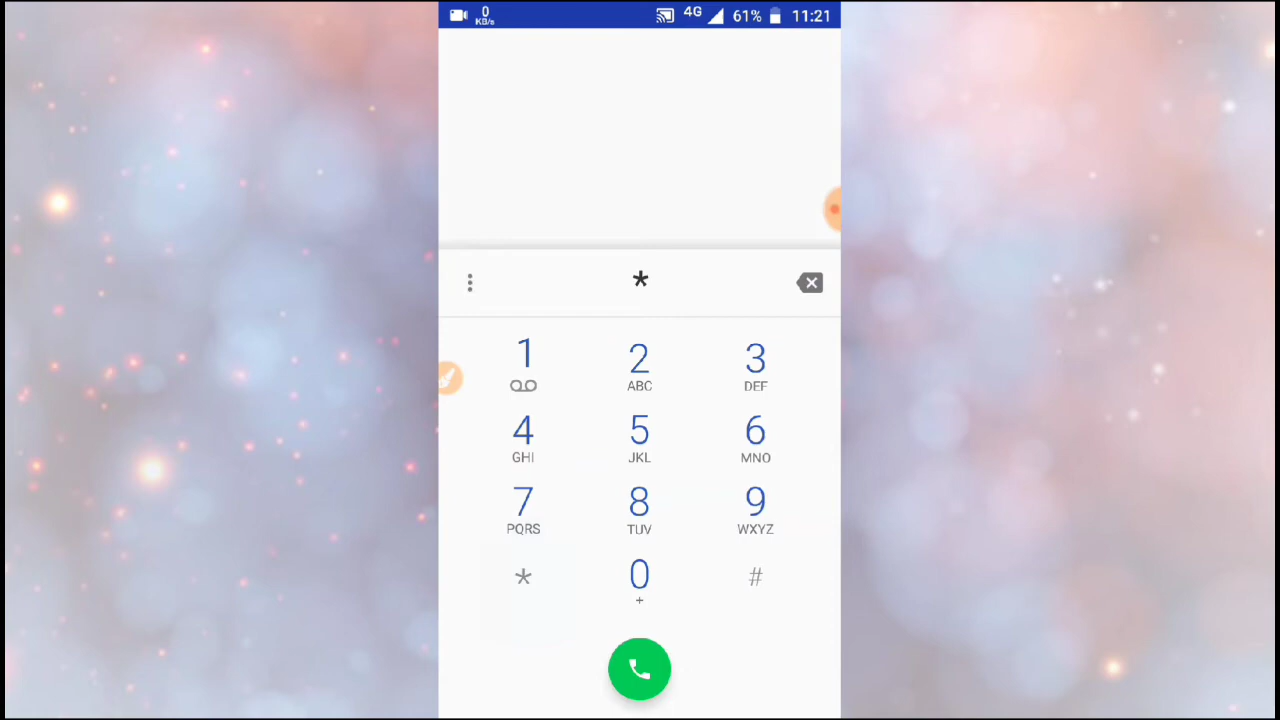 0
KB/s
4G 61% 11:21
*
1 2 3
ABC DEF
4 5 6
GHI JKL MNO
7 8 9
PQRS TUV WXYZ
* 0 #
+